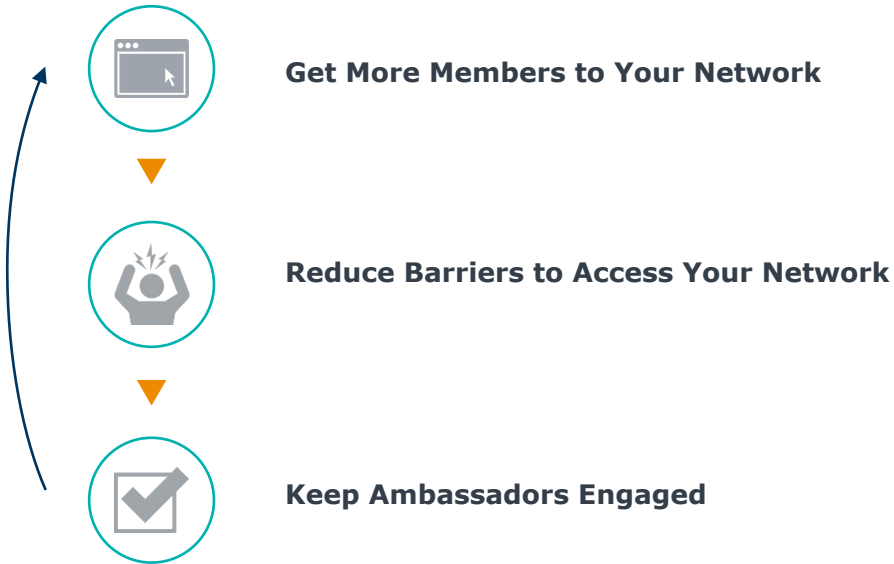 Get More Members to Your Network
Reduce Barriers to Access Your Network
Keep Ambassadors Engaged